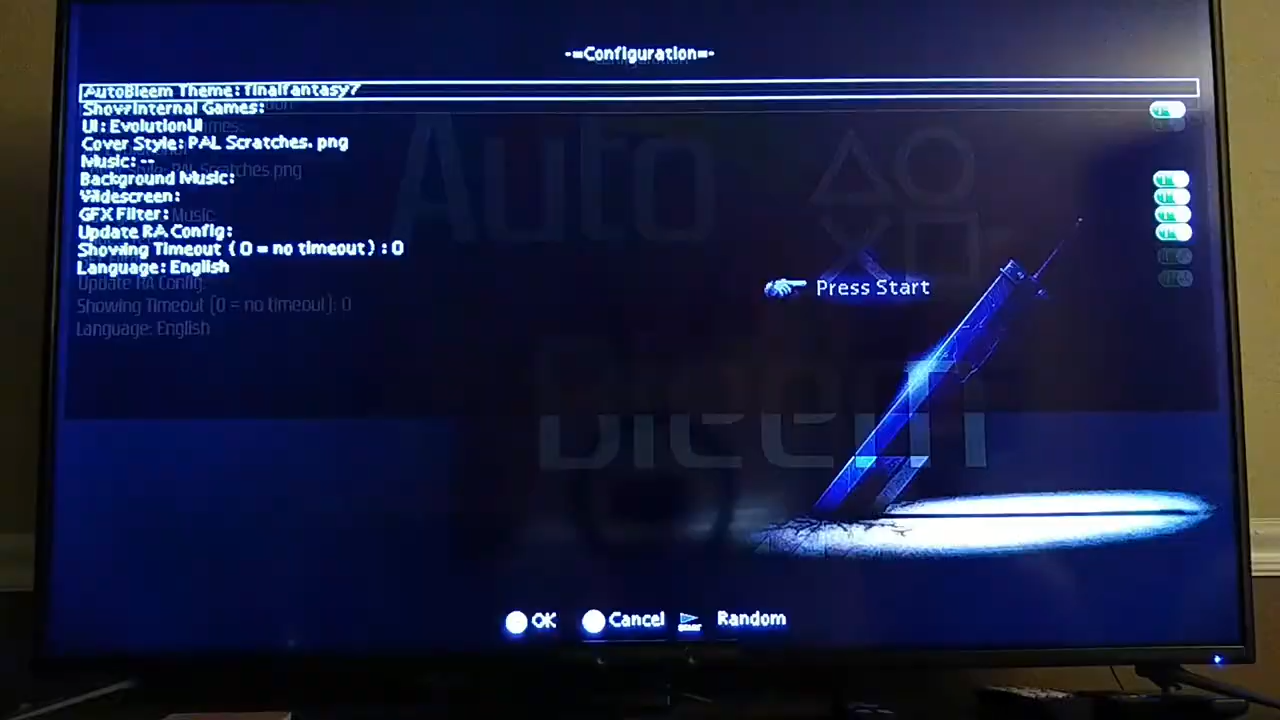 -=Configuration=-
AutoBleem Theme: finalfantasy7
Show Internal Games:
UI: EvolutionUI
Cover Style: PAL Scratches. png
Music: --
Background Music:
Widescreen:
GFX Filter:
Update RA Config:
Showing Timeout ( 0 = no timeout ) : 0
Language: English
Update RA Config:
Showing Timeout (0 = no timeout): 0
Language: English
Auto
Bleem
Press Start
OK Cancel Random